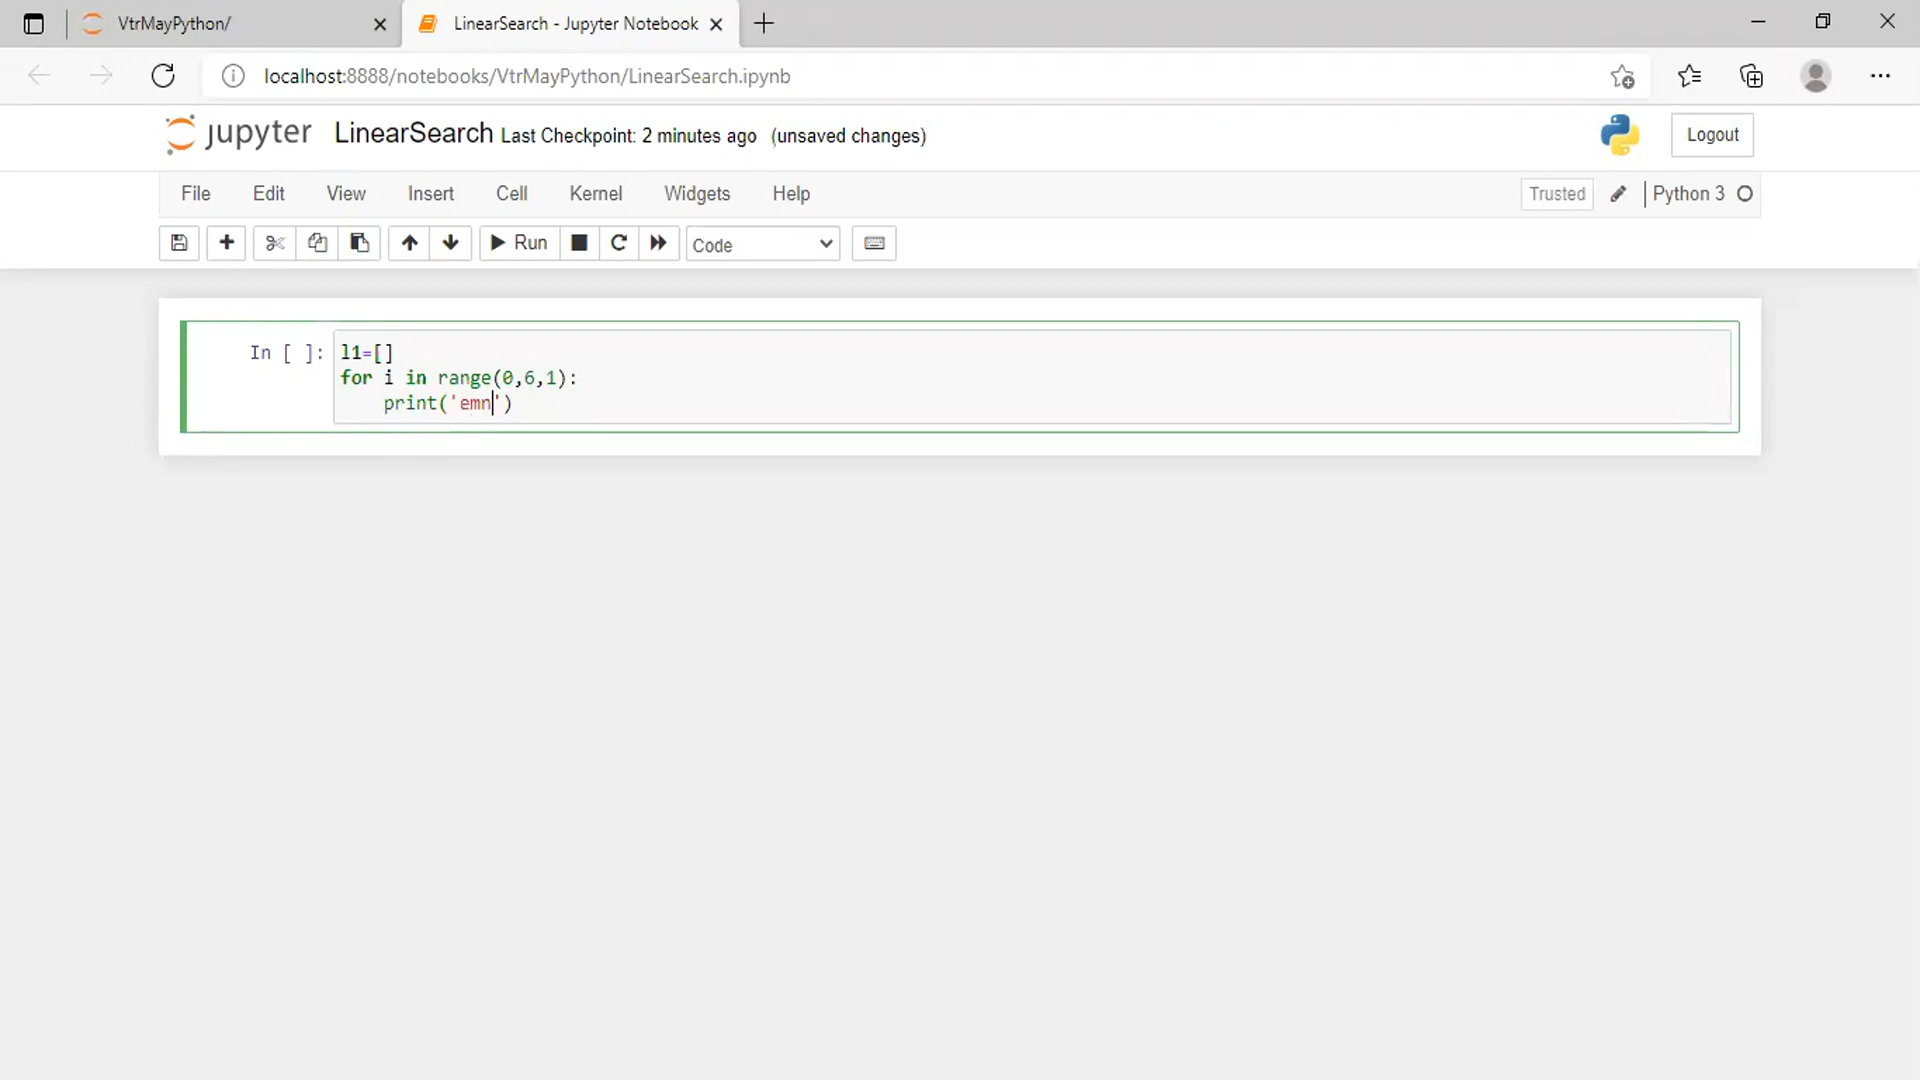 VtrMayPython/
LinearSearch - Jupyter Notebook
localhost:8888/notebooks/VtrMayPython/LinearSearch.ipynb
jupyter LinearSearch Last Checkpoint: 2 minutes ago (unsaved changes)
Logout
File Edit View Insert Cell Kernel Widgets Help
Trusted Python 3
Run Code
In [ ]: l1=[]
for i in range(0,6,1):
    print('emn')